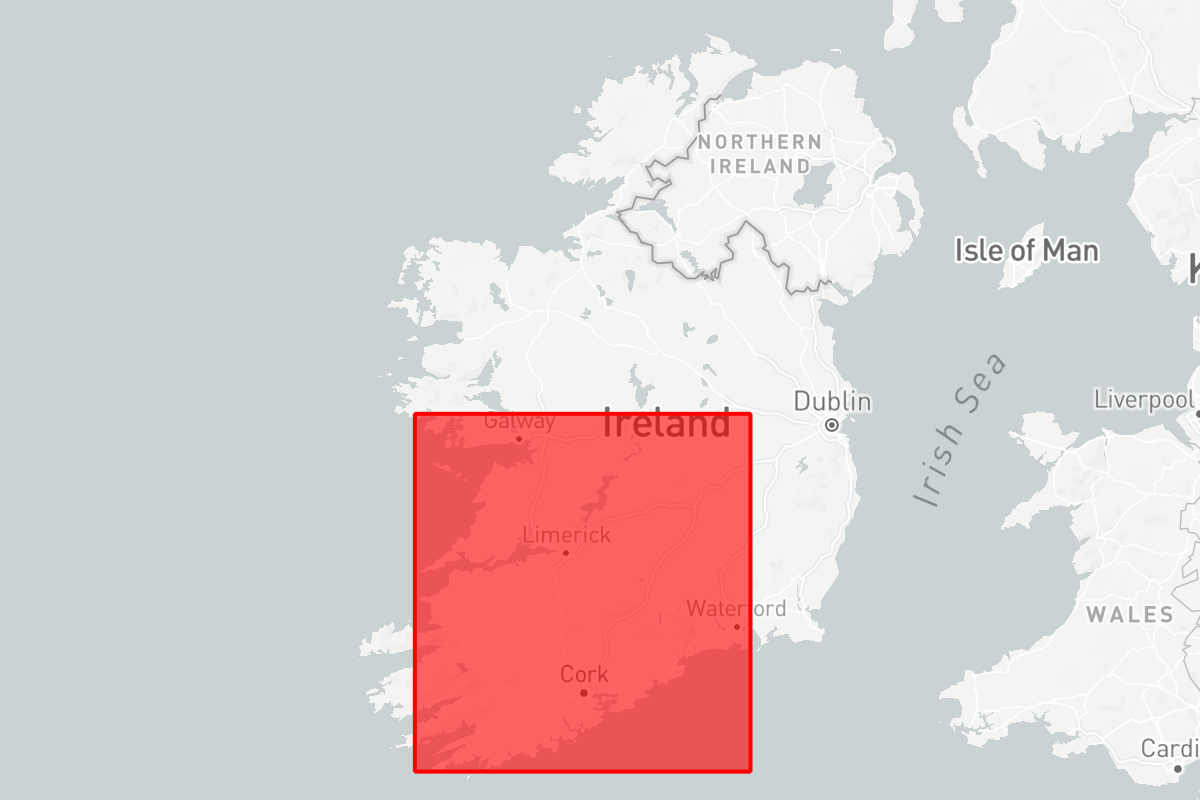 NORTHERN
IRELAND
Isle of Man
K
Irish Sea
Dublin
Liverpool
Galway
Ireland
Limerick
Waterford
WALES
Cork
Cardi